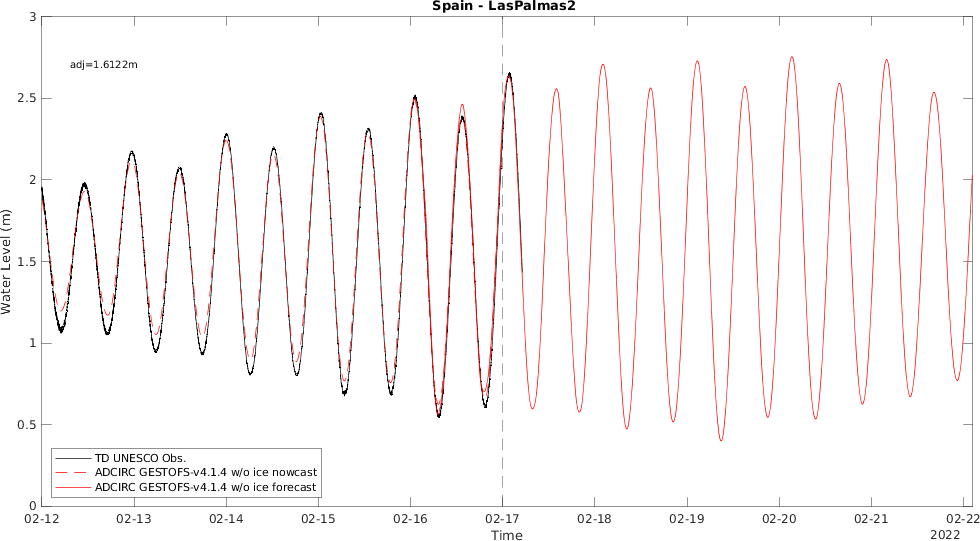 Spain - LasPalmas2
adj=1.6122m
Water Level (m)
3
2.5
2
1.5
1
0.5
0
TD UNESCO Obs.
ADCIRC GESTOFS-v4.1.4 w/o ice nowcast
ADCIRC GESTOFS-v4.1.4 w/o ice forecast
02-12 02-13 02-14 02-15 02-16 02-17 02-18 02-19 02-20 02-21 02-22
Time
2022